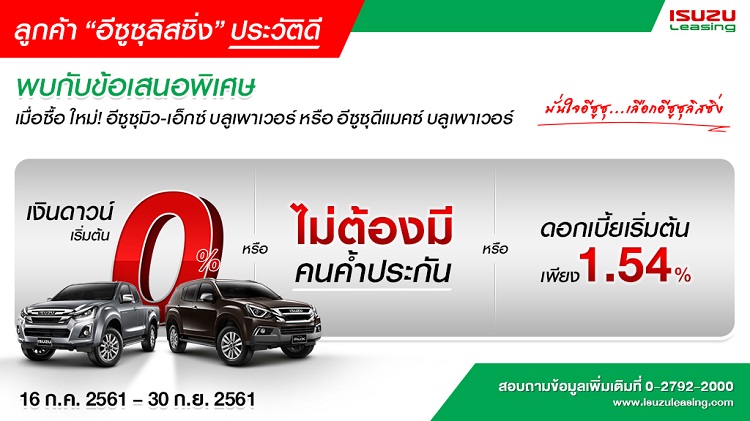 ลูกค้า “อีซูซุลิสซิ่ง” ประวัติดี
ISUZU
Leasing
พบกับข้อเสนอพิเศษ
เมื่อซื้อ ใหม่! อีซูซุมิว-เอ็กซ์ บลูเพาเวอร์ หรือ อีซูซุดีแมคซ์ บลูเพาเวอร์
มั่นใจอีซูซุ...เลือกอีซูซุลิสซิ่ง
เงินดาวน์
เริ่มต้น
0%
หรือ
ไม่ต้องมี
คนค้ำประกัน
หรือ
ดอกเบี้ยเริ่มต้น
เพียง 1.54%
16 ก.ค. 2561 – 30 ก.ย. 2561
สอบถามข้อมูลเพิ่มเติมที่ 0-2792-2000
www.isuzuleasing.com